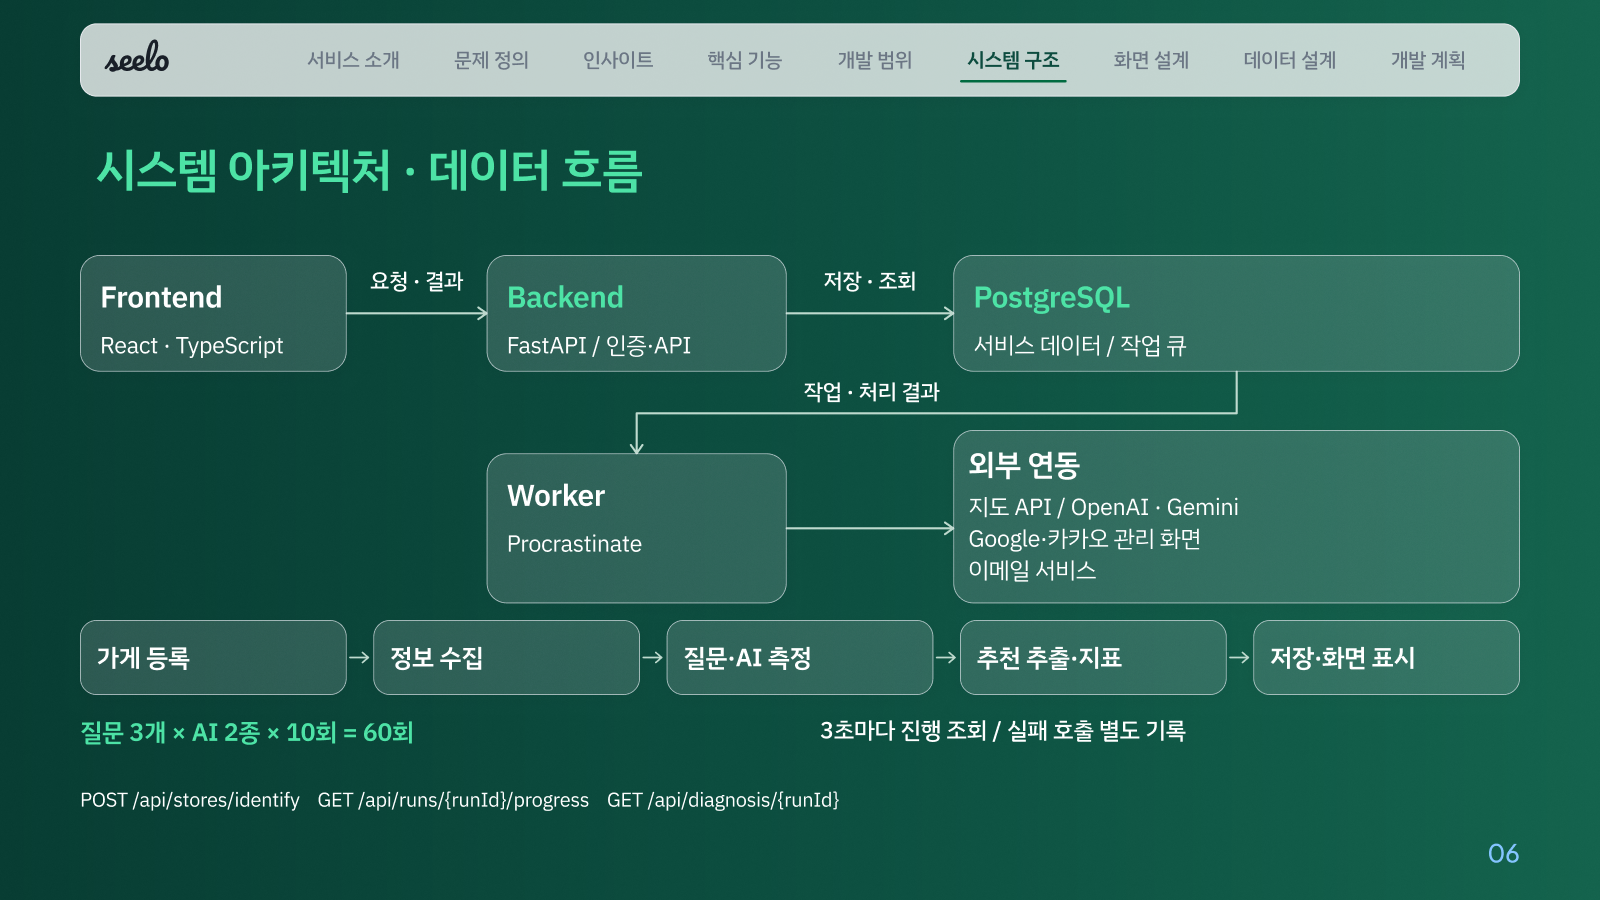 seelo
서비스 소개
문제 정의
인사이트
핵심 기능
개발 범위
시스템 구조
화면 설계
데이터 설계
개발 계획
시스템 아키텍처 · 데이터 흐름
Frontend
React · TypeScript
요청 · 결과
Backend
FastAPI / 인증·API
저장 · 조회
PostgreSQL
서비스 데이터 / 작업 큐
작업 · 처리 결과
Worker
Procrastinate
외부 연동
지도 API / OpenAI · Gemini
Google·카카오 관리 화면
이메일 서비스
가게 등록
정보 수집
질문·AI 측정
추천 추출·지표
저장·화면 표시
질문 3개 × AI 2종 × 10회 = 60회
3초마다 진행 조회 / 실패 호출 별도 기록
POST /api/stores/identify GET /api/runs/{runId}/progress GET /api/diagnosis/{runId}
06